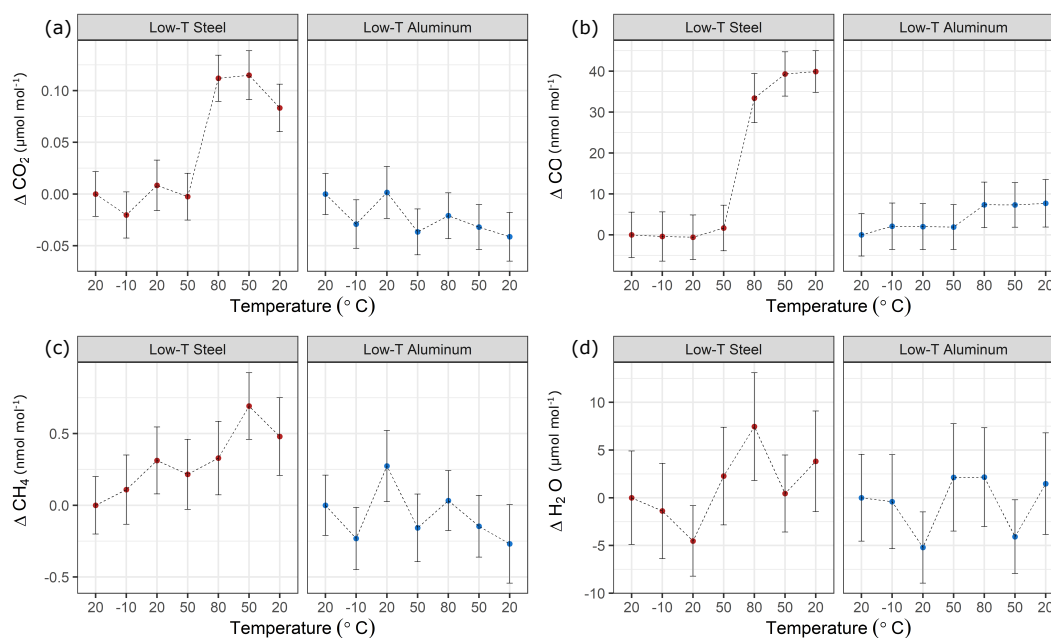 (a)
Low-T Steel
Low-T Aluminum
Δ CO₂ (μmol mol⁻¹)
0.10
0.05
0.00
-0.05
20 -10 20 50 80 50 20
20 -10 20 50 80 50 20
Temperature (° C)
(b)
Low-T Steel
Low-T Aluminum
Δ CO (nmol mol⁻¹)
40
30
20
10
0
20 -10 20 50 80 50 20
20 -10 20 50 80 50 20
Temperature (° C)
(c)
Low-T Steel
Low-T Aluminum
Δ CH₄ (nmol mol⁻¹)
0.5
0.0
-0.5
20 -10 20 50 80 50 20
20 -10 20 50 80 50 20
Temperature (° C)
(d)
Low-T Steel
Low-T Aluminum
Δ H₂ O (μmol mol⁻¹)
10
5
0
-5
-10
20 -10 20 50 80 50 20
20 -10 20 50 80 50 20
Temperature (° C)